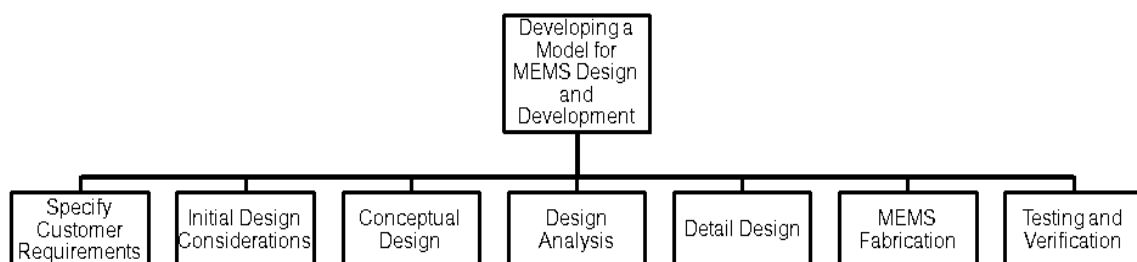 Developing a
Model for
MEMS Design
and
Development
Specify
Customer
Requirements
Initial Design
Considerations
Conceptual
Design
Design
Analysis
Detail Design
MEMS
Fabrication
Testing and
Verification